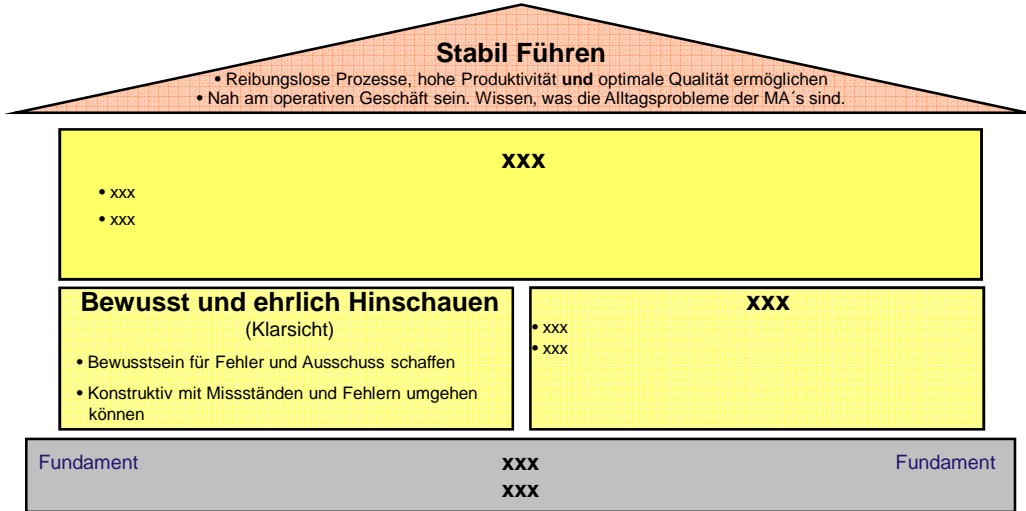 Stabil Führen
• Reibungslose Prozesse, hohe Produktivität und optimale Qualität ermöglichen
• Nah am operativen Geschäft sein. Wissen, was die Alltagsprobleme der MA´s sind.
xxx
• xxx
• xxx
Bewusst und ehrlich Hinschauen
(Klarsicht)
• Bewusstsein für Fehler und Ausschuss schaffen
• Konstruktiv mit Missständen und Fehlern umgehen
können
xxx
• xxx
• xxx
Fundament xxx Fundament
xxx